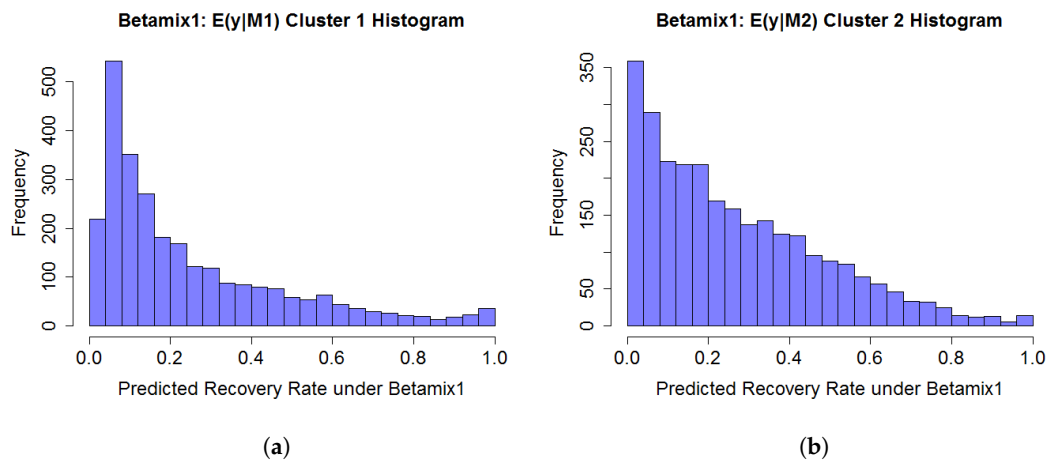 Betamix1: E(y|M1) Cluster 1 Histogram
Frequency
500
400
300
200
100
0
0.0 0.2 0.4 0.6 0.8 1.0
Predicted Recovery Rate under Betamix1
(a)
Betamix1: E(y|M2) Cluster 2 Histogram
Frequency
350
250
150
50
0
0.0 0.2 0.4 0.6 0.8 1.0
Predicted Recovery Rate under Betamix1
(b)